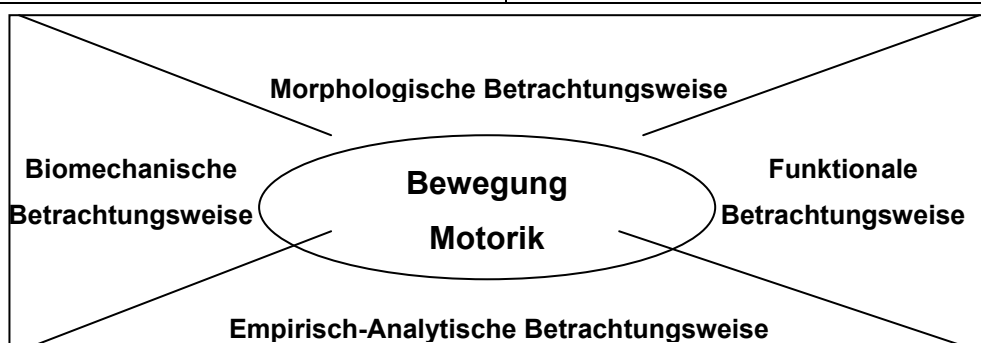 Morphologische Betrachtungsweise
Biomechanische
Betrachtungsweise
Bewegung
Motorik
Funktionale
Betrachtungsweise
Empirisch-Analytische Betrachtungsweise